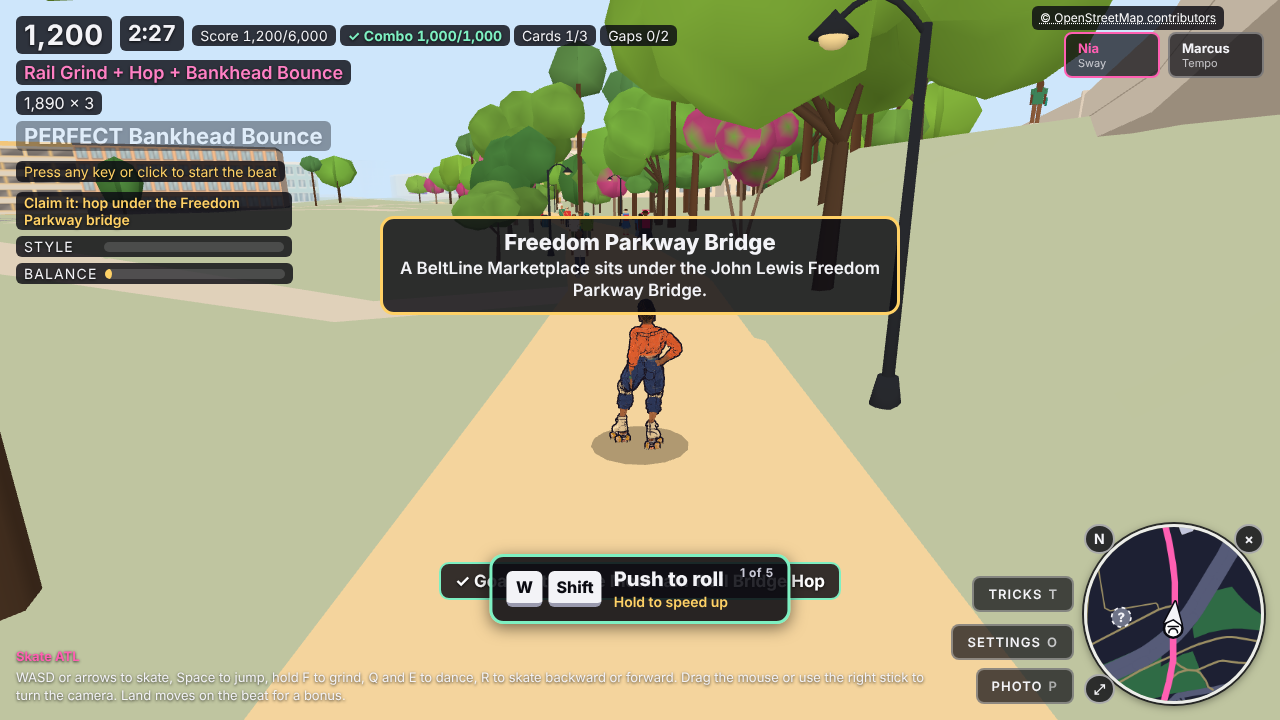 1,200
2:27
Score 1,200/6,000
✓ Combo 1,000/1,000
Cards 1/3
Gaps 0/2
© OpenStreetMap contributors
Nia
Sway
Marcus
Tempo
Rail Grind + Hop + Bankhead Bounce
1,890 × 3
PERFECT Bankhead Bounce
Press any key or click to start the beat
Claim it: hop under the Freedom
Parkway bridge
STYLE
BALANCE
Freedom Parkway Bridge
A BeltLine Marketplace sits under the John Lewis Freedom
Parkway Bridge.
W
Shift
Push to roll
1 of 5
Hold to speed up
Hop
TRICKS T
SETTINGS O
PHOTO P
N
×
?
Skate ATL
WASD or arrows to skate, Space to jump, hold F to grind, Q and E to dance, R to skate backward or forward. Drag the mouse or use the right stick to
turn the camera. Land moves on the beat for a bonus.